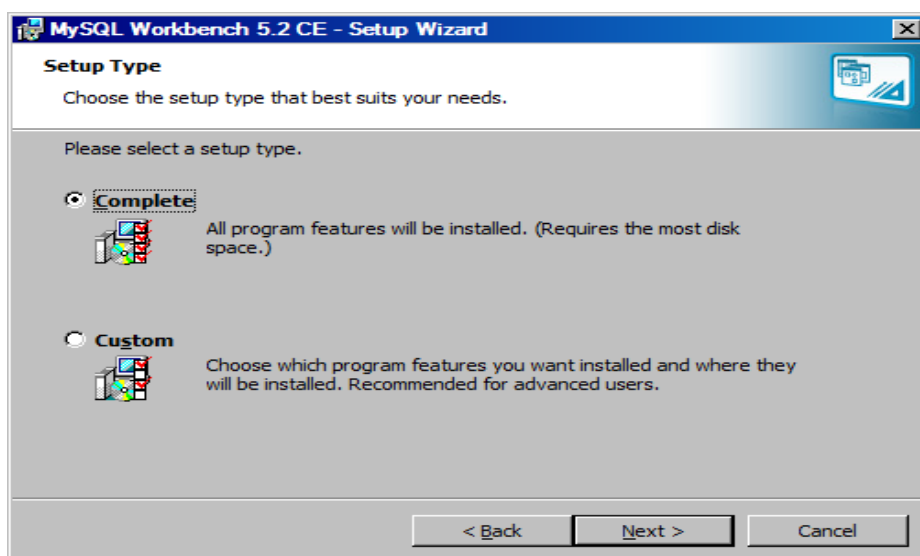 MySQL Workbench 5.2 CE - Setup Wizard
Setup Type
Choose the setup type that best suits your needs.
Please select a setup type.
Complete
All program features will be installed. (Requires the most disk
space.)
Custom
Choose which program features you want installed and where they
will be installed. Recommended for advanced users.
< Back Next > Cancel